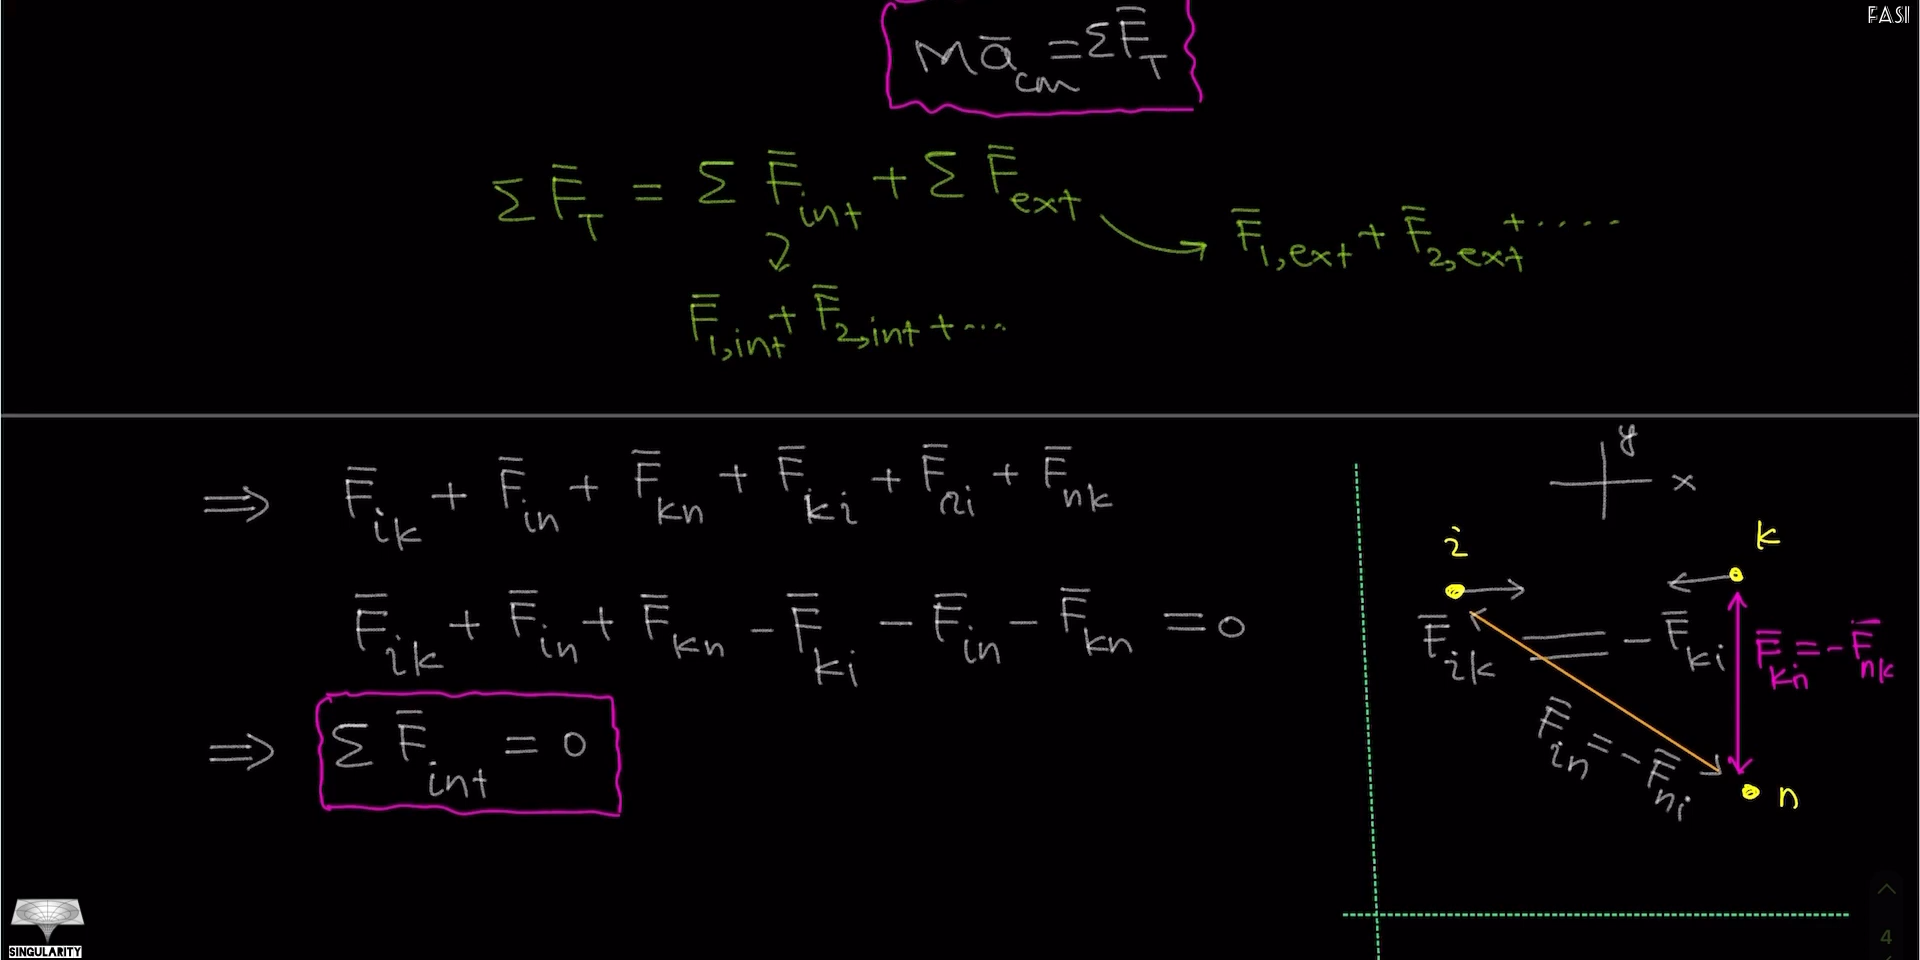 FASI
Mā_cm = ΣF̄_T
ΣF̄_T = ΣF̄_int + ΣF̄_ext
F̄_1,ext + F̄_2,ext + .....
F̄_1,int + F̄_2,int + ...
⇒ F̄_ik + F̄_in + F̄_kn + F̄_ki + F̄_ni + F̄_nk
F̄_ik + F̄_in + F̄_kn - F̄_ki - F̄_in - F̄_kn = 0
⇒ ΣF̄_int = 0
y
x
i
k
F̄_ik = -F̄_ki
F̄_kn = -F̄_nk
F̄_in = -F̄_ni
n
SINGULARITY
4